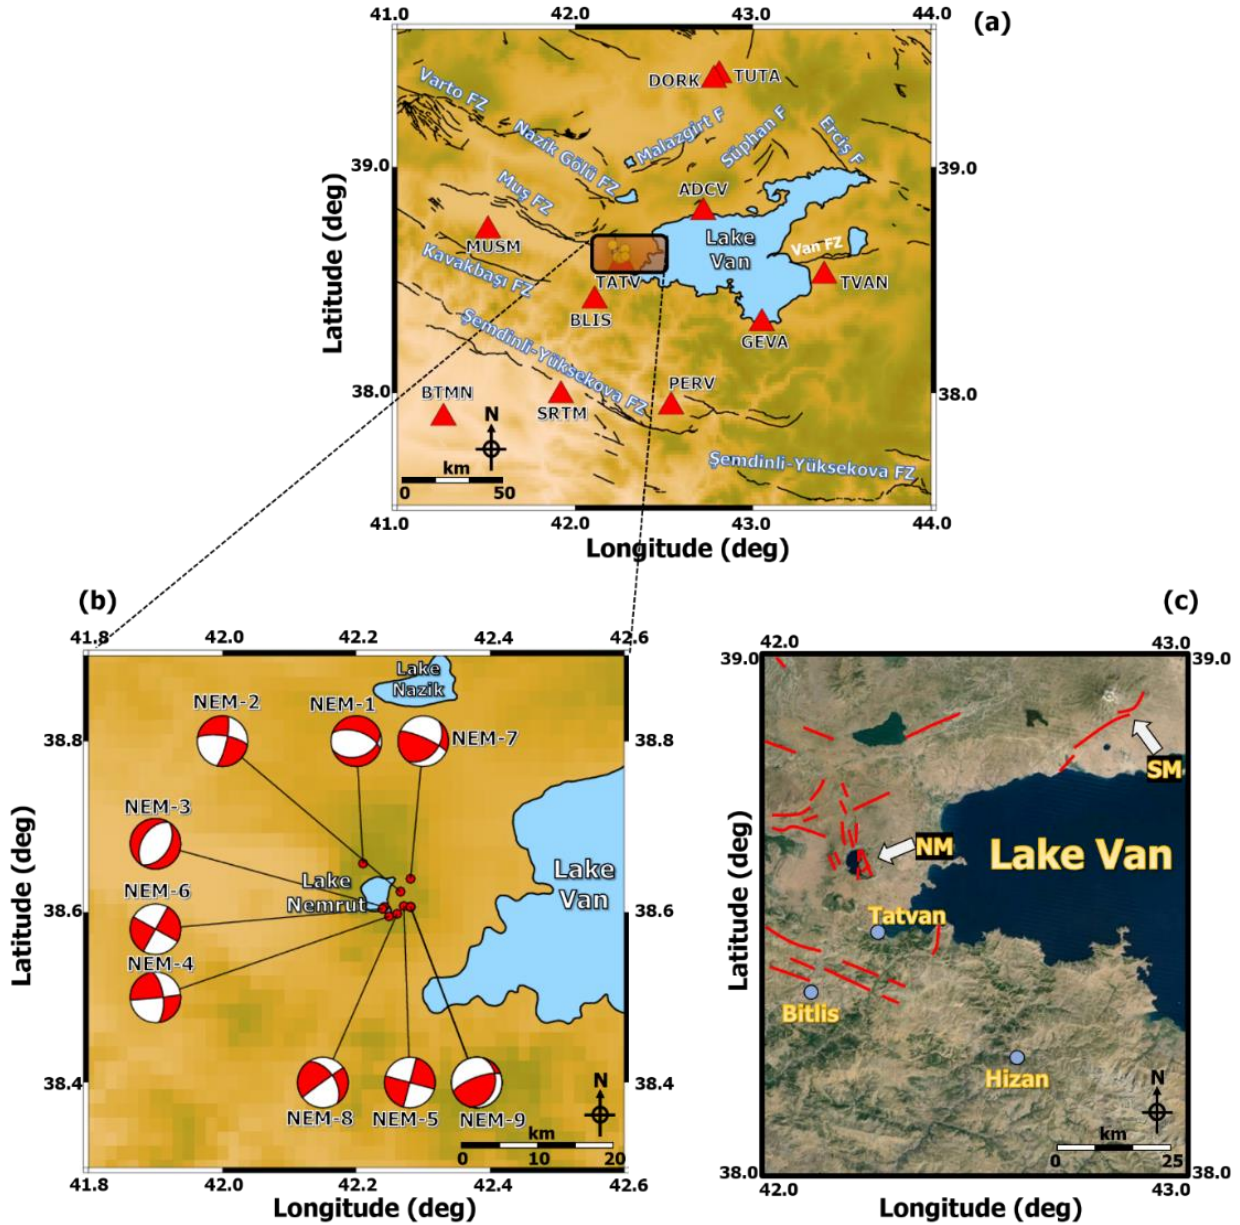 41.0 42.0 43.0 44.0
(a)
DORK TUTA
Varto FZ
Nazik Gölü FZ
Malazgirt F
Süphan F
Erciş F
39.0 39.0
Muş FZ
ADCV
MUSM
Lake
Van
Van FZ
Kavakbaşı FZ
TATV
TVAN
BLIS
GEVA
Şemdinli-Yüksekova FZ
38.0 38.0
BTMN
SRTM
PERV
N
km
0 50
Şemdinli-Yüksekova FZ
41.0 42.0 43.0 44.0
Longitude (deg)
Latitude (deg)
(b)
41.8 42.0 42.2 42.4 42.6
Lake
Nazik
NEM-2 NEM-1
NEM-7
38.8 38.8
NEM-3
Lake
Nemrut
Lake
Van
NEM-6
38.6 38.6
NEM-4
38.4 38.4
NEM-8 NEM-5 NEM-9
N
km
0 10 20
41.8 42.0 42.2 42.4 42.6
Longitude (deg)
Latitude (deg)
(c)
42.0 43.0
39.0 39.0
SM
NM
Lake Van
Tatvan
Bitlis
Hizan
N
km
0 25
38.0 38.0
42.0 43.0
Longitude (deg)
Latitude (deg)